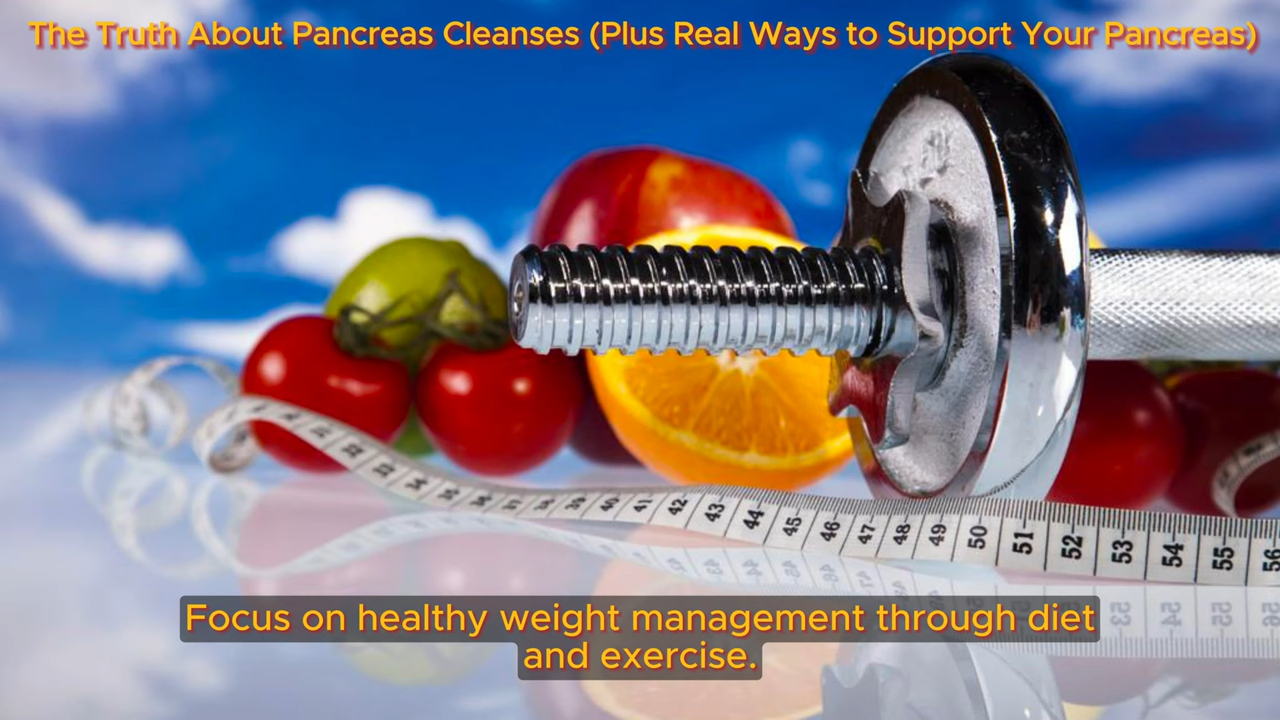 The Truth About Pancreas Cleanses (Plus Real Ways to Support Your Pancreas)
42 43 44 45 46 47 48 49 50 51 52 53 54 55 56
Focus on healthy weight management through diet
and exercise.